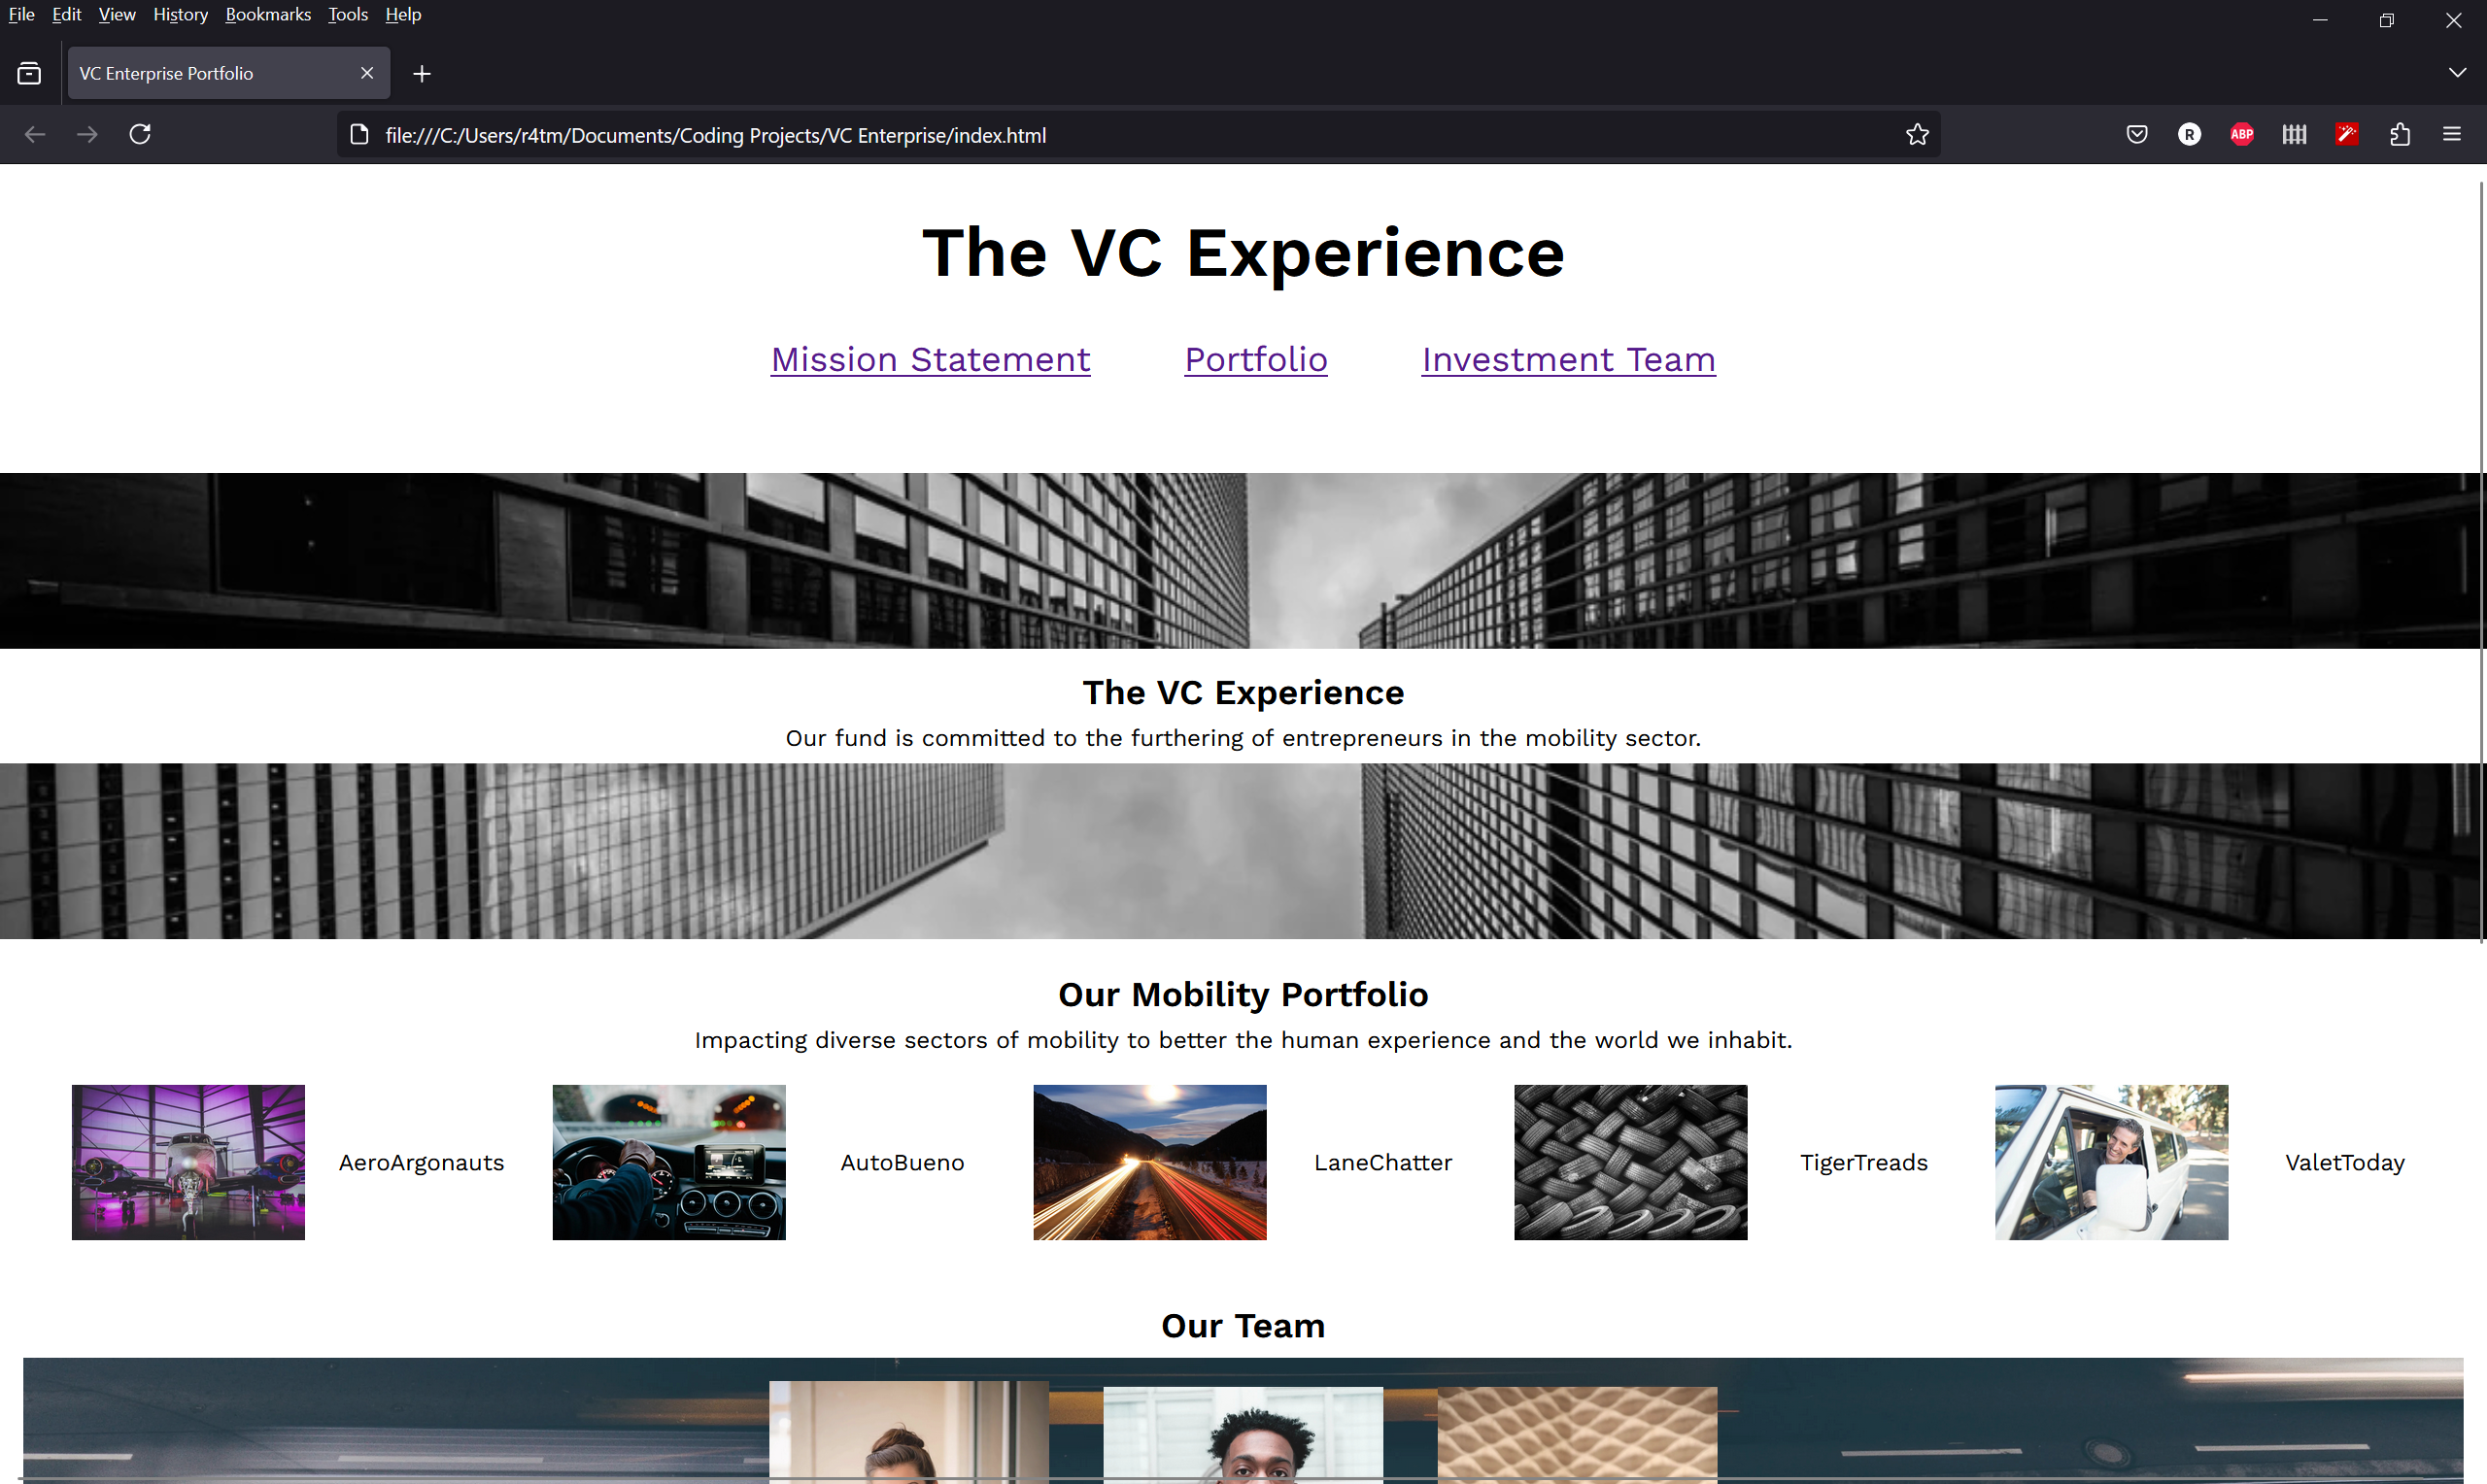 File Edit View History Bookmarks Tools Help
VC Enterprise Portfolio
file:///C:/Users/r4tm/Documents/Coding Projects/VC Enterprise/index.html
R
ABP
The VC Experience
Mission Statement Portfolio Investment Team
The VC Experience
Our fund is committed to the furthering of entrepreneurs in the mobility sector.
Our Mobility Portfolio
Impacting diverse sectors of mobility to better the human experience and the world we inhabit.
AeroArgonauts AutoBueno LaneChatter TigerTreads ValetToday
Our Team